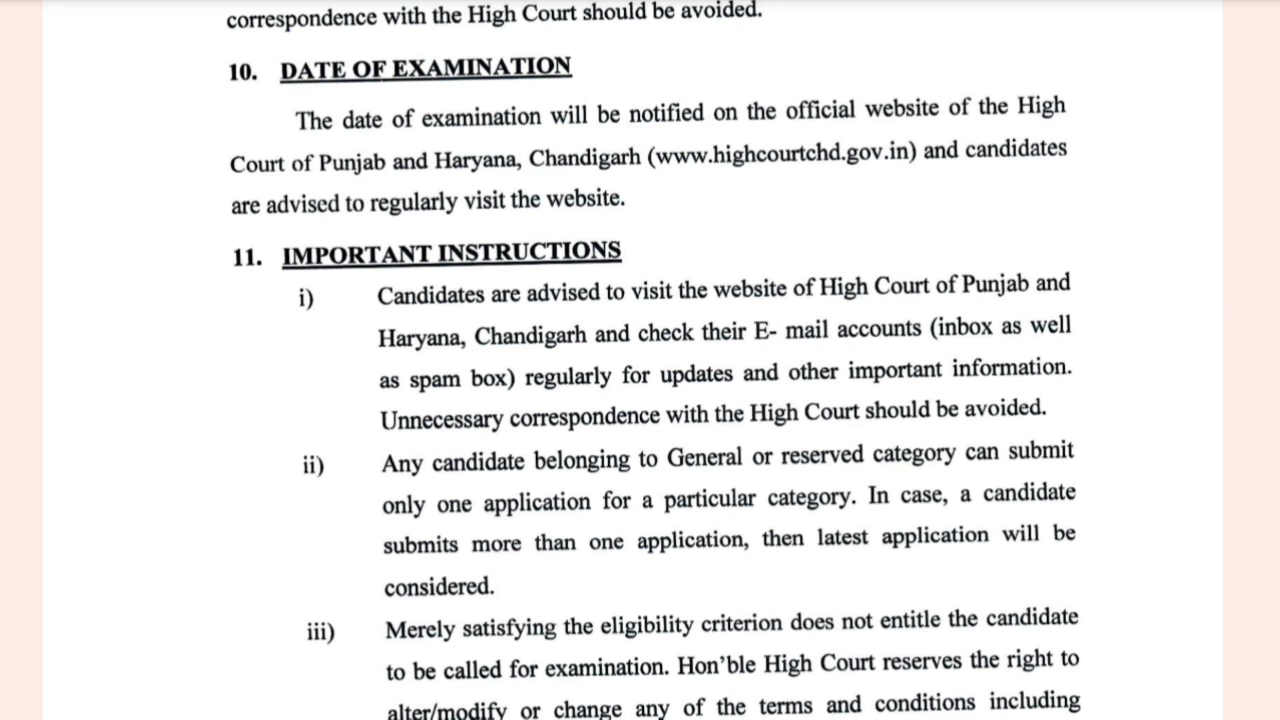 correspondence with the High Court should be avoided.
10. DATE OF EXAMINATION
The date of examination will be notified on the official website of the High
Court of Punjab and Haryana, Chandigarh (www.highcourtchd.gov.in) and candidates
are advised to regularly visit the website.
11. IMPORTANT INSTRUCTIONS
i) Candidates are advised to visit the website of High Court of Punjab and
Haryana, Chandigarh and check their E- mail accounts (inbox as well
as spam box) regularly for updates and other important information.
Unnecessary correspondence with the High Court should be avoided.
ii) Any candidate belonging to General or reserved category can submit
only one application for a particular category. In case, a candidate
submits more than one application, then latest application will be
considered.
iii) Merely satisfying the eligibility criterion does not entitle the candidate
to be called for examination. Hon’ble High Court reserves the right to
alter/modify or change any of the terms and conditions including